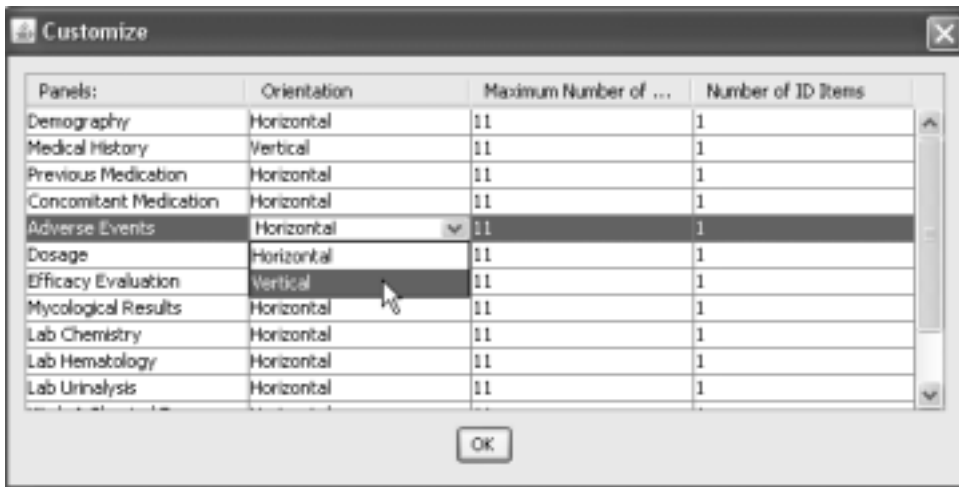 Customize
Panels: Orientation Maximum Number of ... Number of ID Items
Demography Horizontal 11 1
Medical History Vertical 11 1
Previous Medication Horizontal 11 1
Concomitant Medication Horizontal 11 1
Adverse Events Horizontal 11 1
Dosage Horizontal 11 1
Efficacy Evaluation Vertical 11 1
Mycological Results Horizontal 11 1
Lab Chemistry Horizontal 11 1
Lab Hematology Horizontal 11 1
Lab Urinalysis Horizontal 11 1
OK